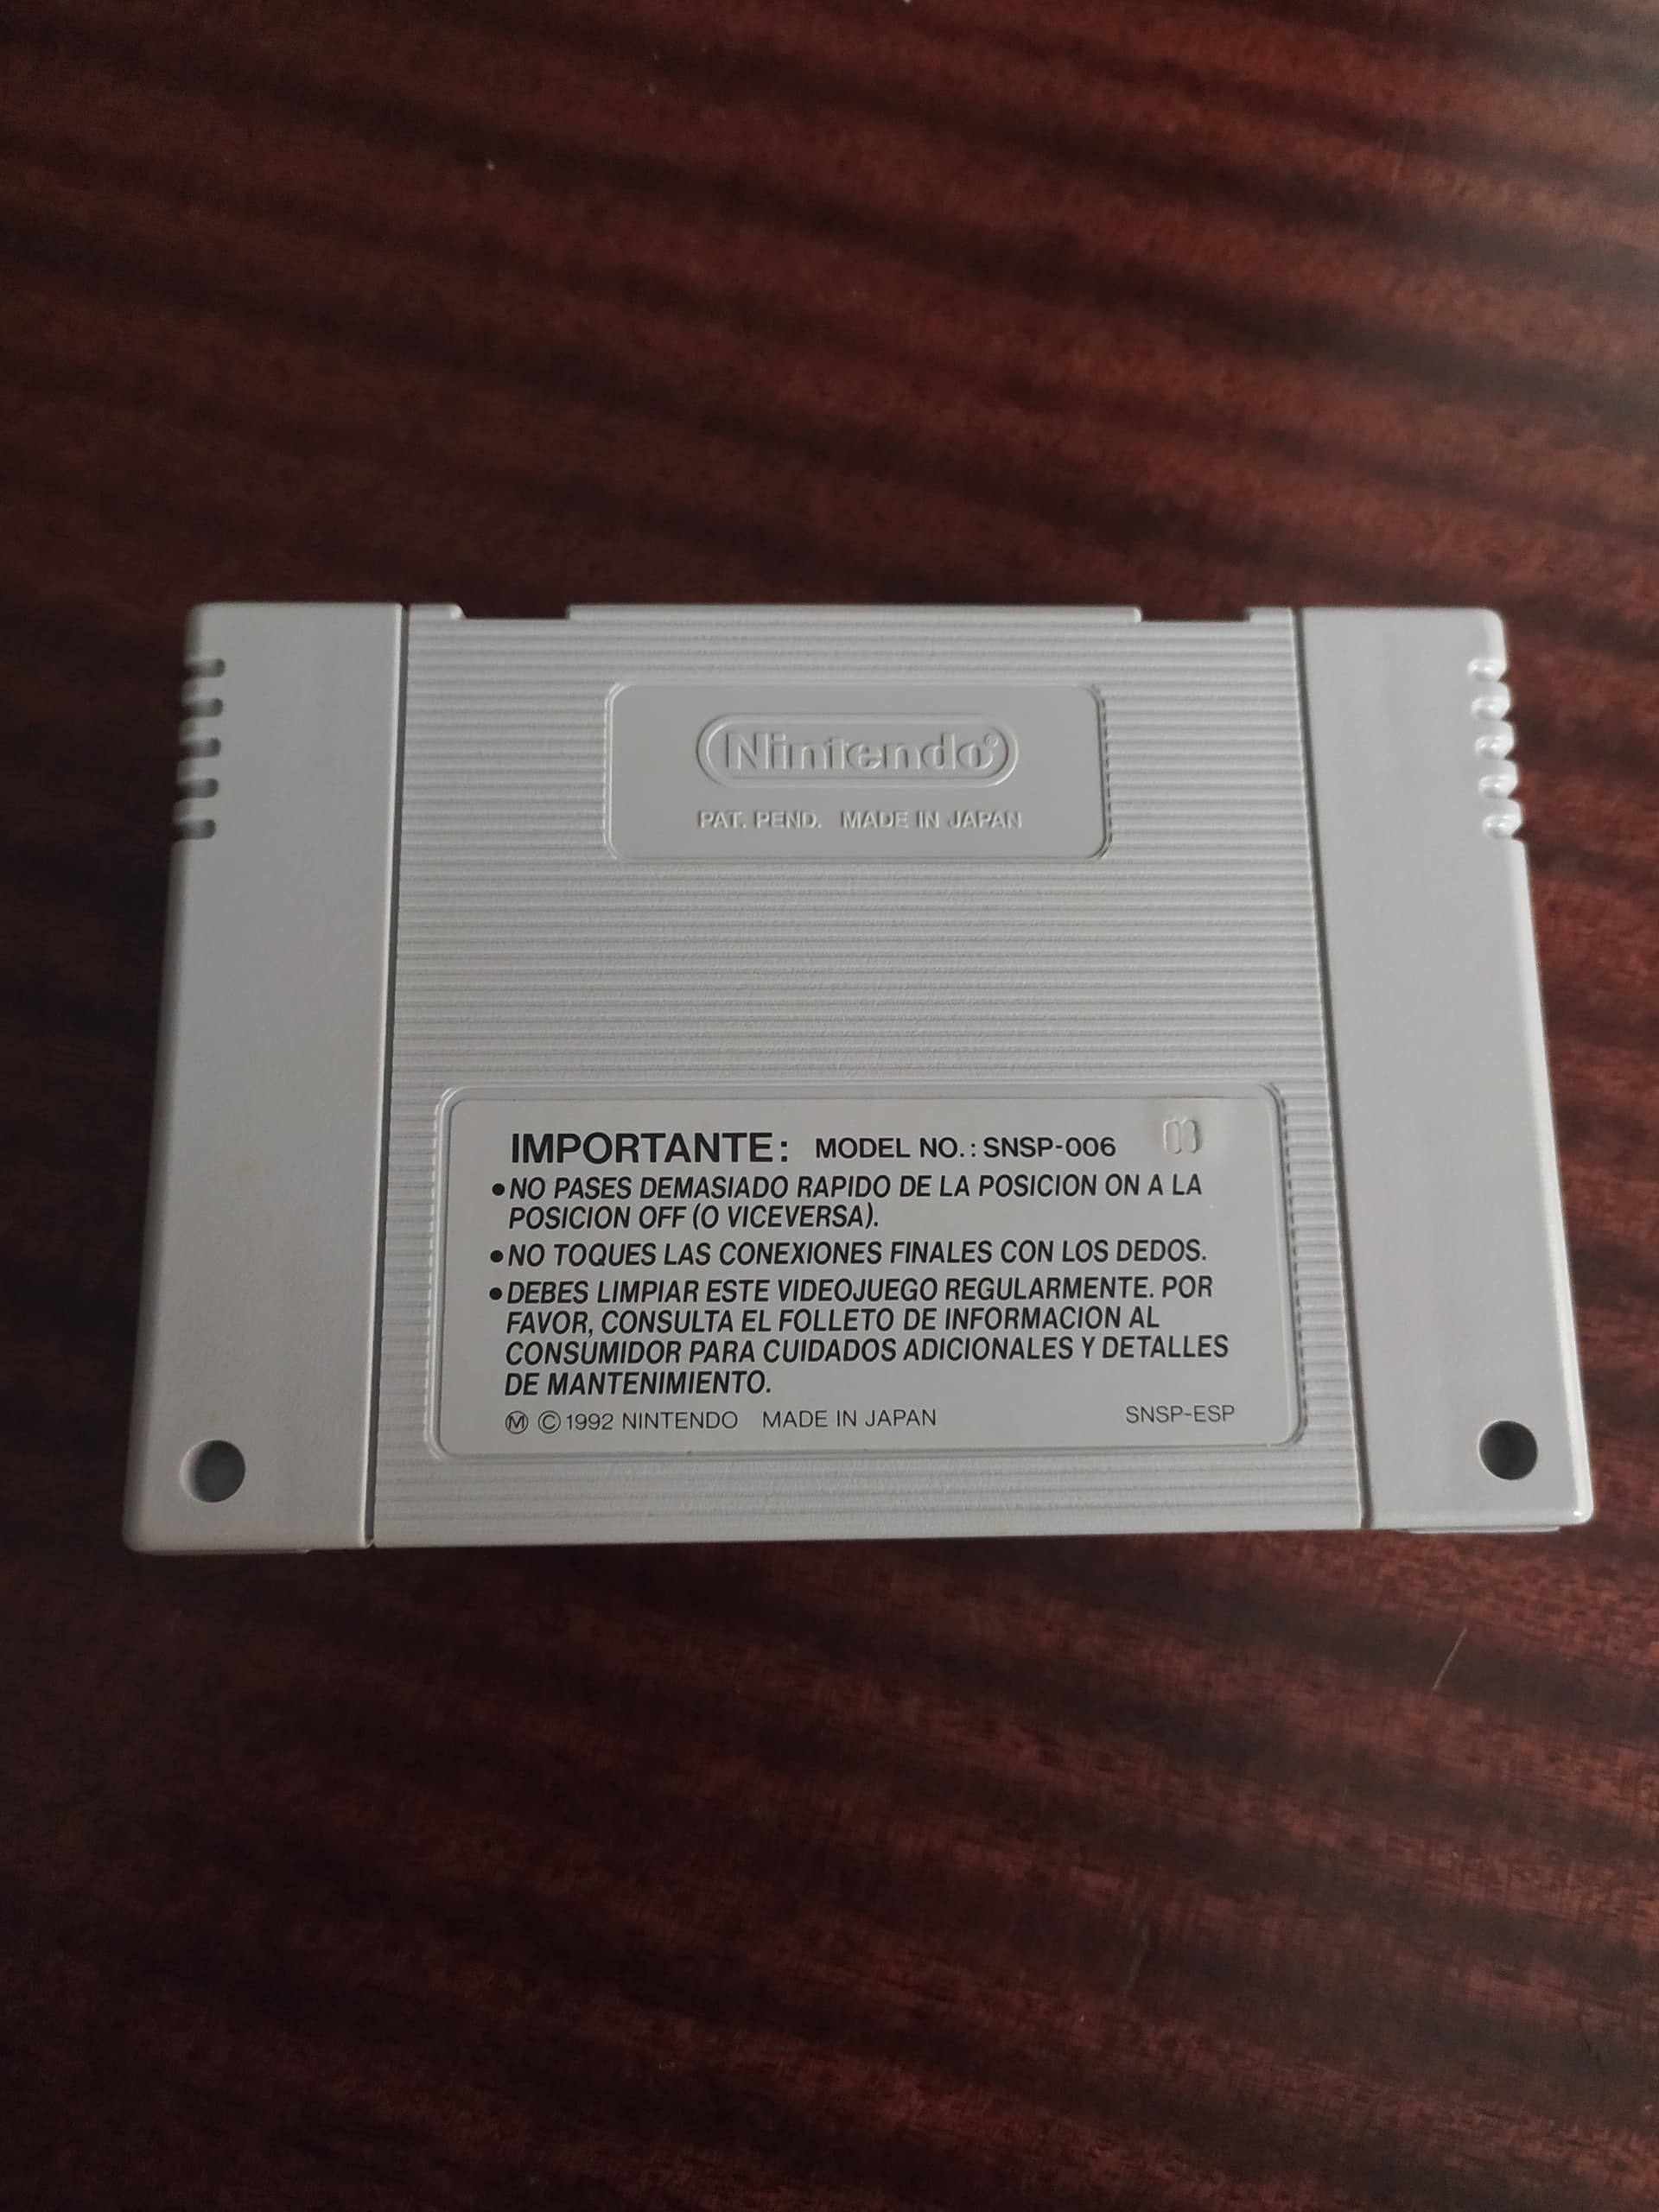 Nintendo®
PAT. PEND. MADE IN JAPAN
IMPORTANTE: MODEL NO.: SNSP-006
●NO PASES DEMASIADO RAPIDO DE LA POSICION ON A LA
POSICION OFF (O VICEVERSA).
●NO TOQUES LAS CONEXIONES FINALES CON LOS DEDOS.
●DEBES LIMPIAR ESTE VIDEOJUEGO REGULARMENTE. POR
FAVOR, CONSULTA EL FOLLETO DE INFORMACION AL
CONSUMIDOR PARA CUIDADOS ADICIONALES Y DETALLES
DE MANTENIMIENTO.
Ⓜ ©1992 NINTENDO MADE IN JAPAN SNSP-ESP